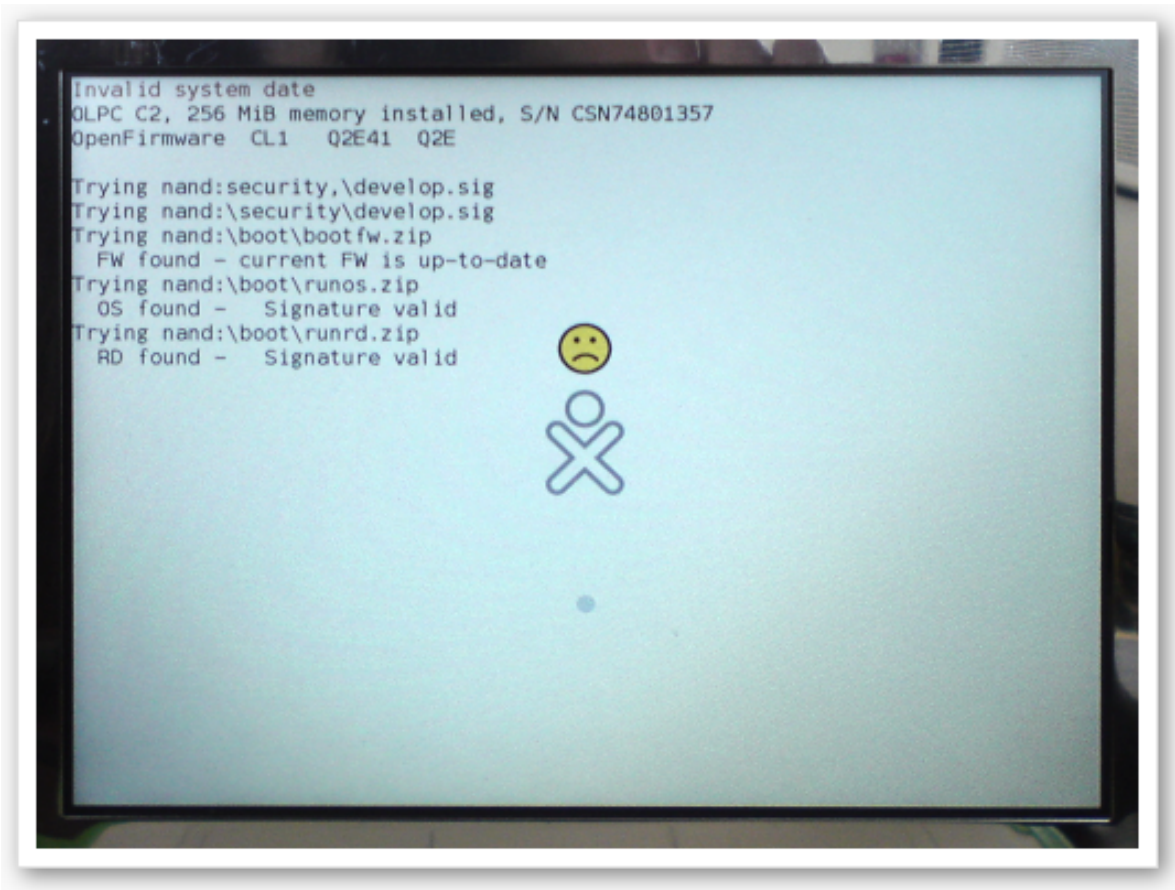 Invalid system date
OLPC C2, 256 MiB memory installed, S/N CSN74801357
OpenFirmware CL1 Q2E41 Q2E
Trying nand:security,\develop.sig
Trying nand:\security\develop.sig
Trying nand:\boot\bootfw.zip
FW found - current FW is up-to-date
Trying nand:\boot\runos.zip
OS found - Signature valid
Trying nand:\boot\runrd.zip
RD found - Signature valid